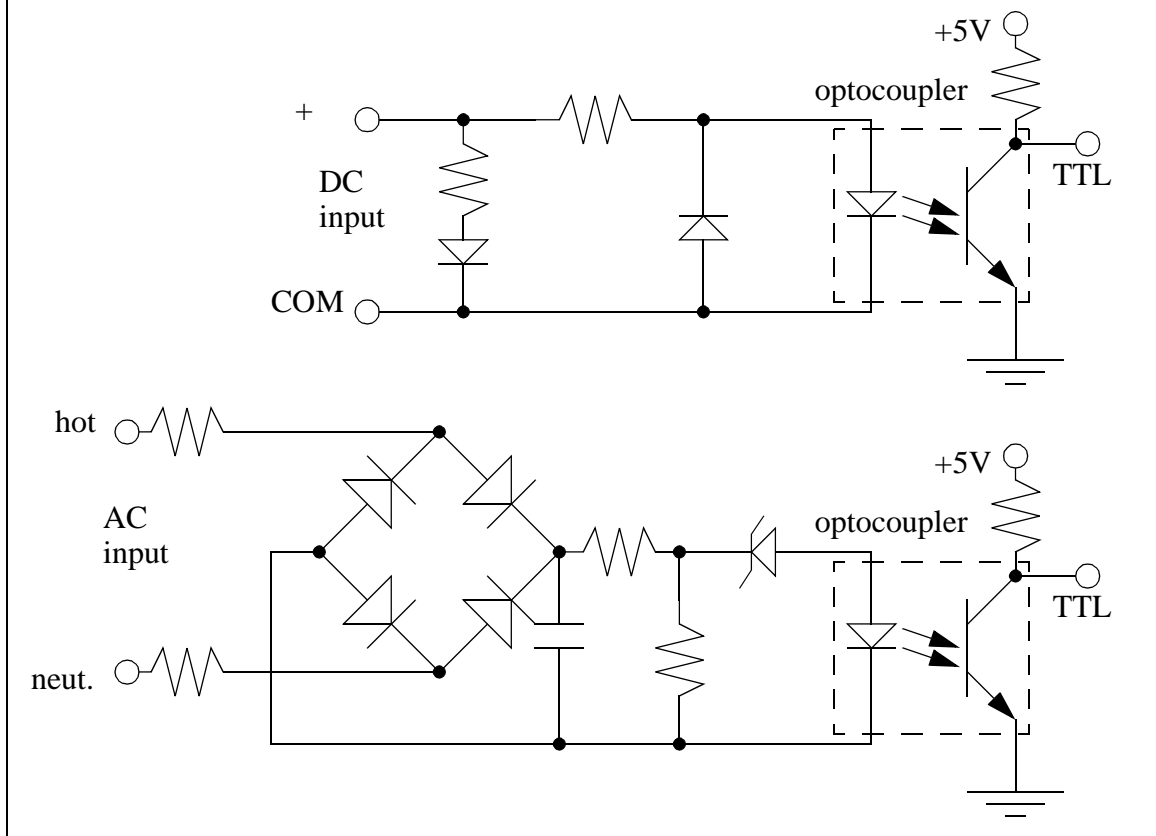 +5V
optocoupler
+
TTL
DC
input
COM
hot
+5V
optocoupler
AC
input
TTL
neut.